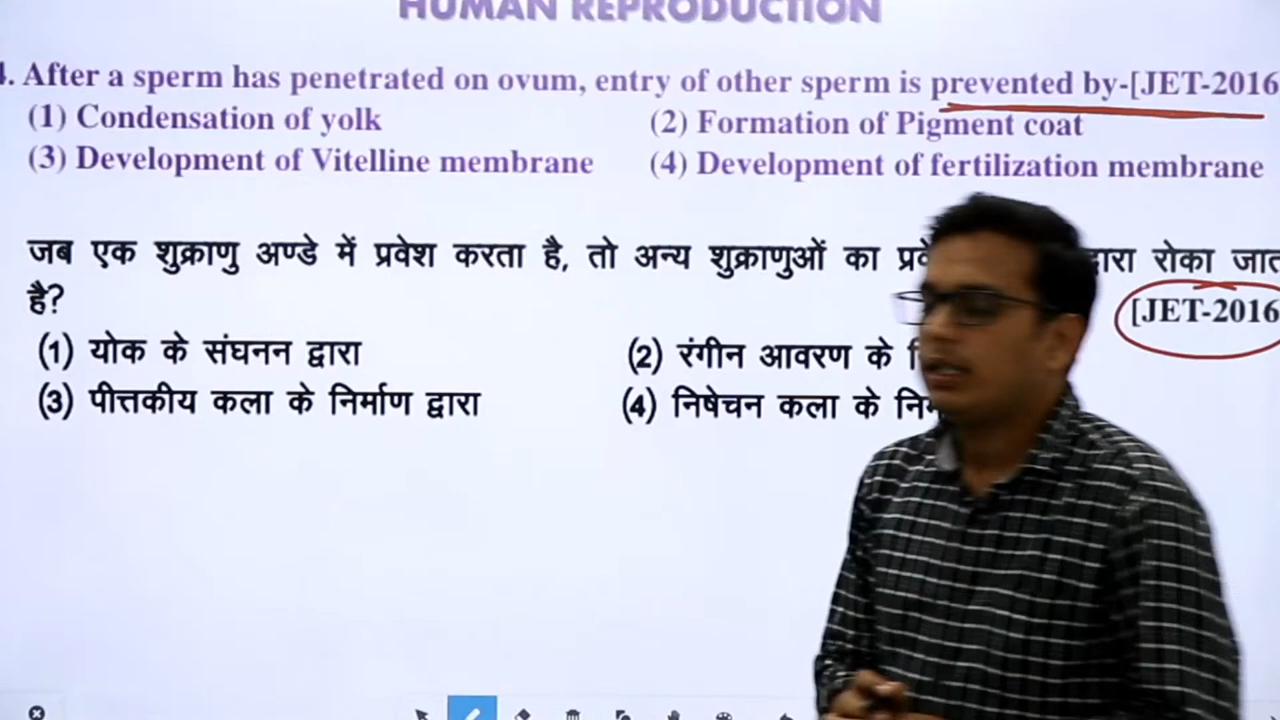 HUMAN REPRODUCTION
. After a sperm has penetrated on ovum, entry of other sperm is prevented by-[JET-2016
(1) Condensation of yolk (2) Formation of Pigment coat
(3) Development of Vitelline membrane (4) Development of fertilization membrane
जब एक शुक्राणु अण्डे में प्रवेश करता है, तो अन्य शुक्राणुओं का रोका
है? [JET-2016
(1) योक के संघनन द्वारा (2) रंगीन आवरण के
(3) पीत्तकीय कला के निर्माण द्वारा (4) निषेचन कला के